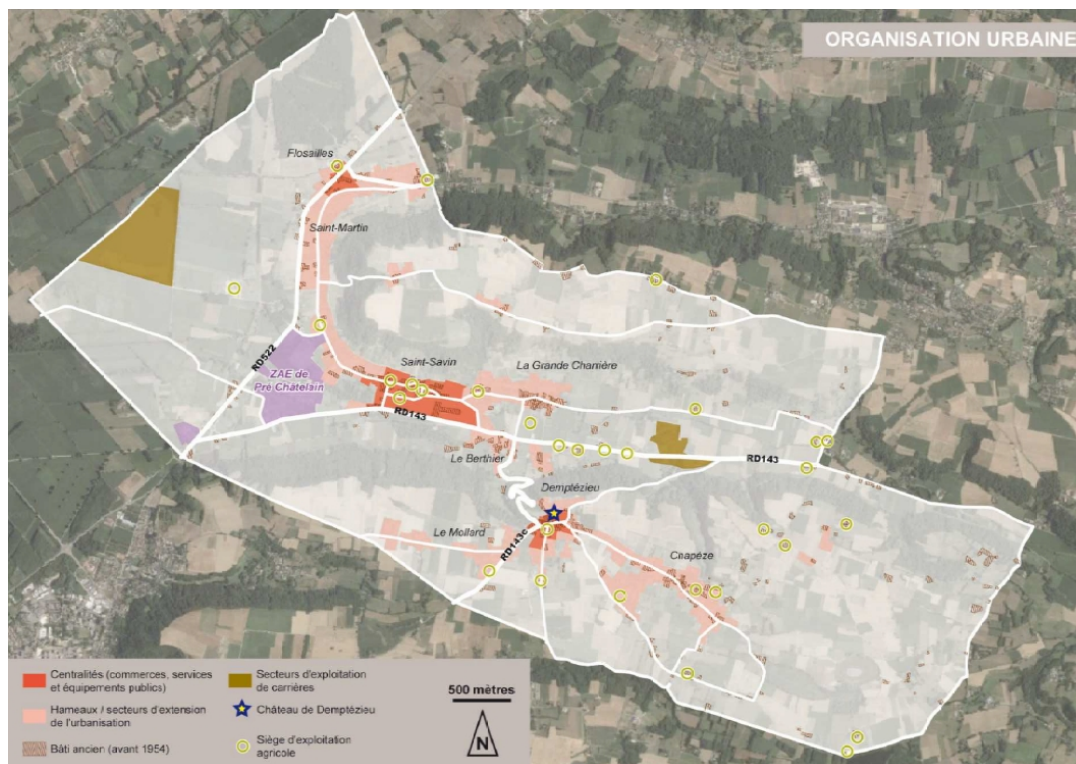 ORGANISATION URBAINE
Flosailles
Saint-Martin
RD522
ZAE de
Pré Châtelain
Saint-Savin
La Grande Charrière
RD143
Le Berthier
RD143
Demptézieu
Le Mollard
RD143c
Chapèze
Centralités (commerces, services
et équipements publics)
Hameaux / secteurs d'extension
de l'urbanisation
Bâti ancien (avant 1954)
Secteurs d'exploitation
de carrières
Château de Demptézieu
Siège d'exploitation
agricole
500 mètres
N